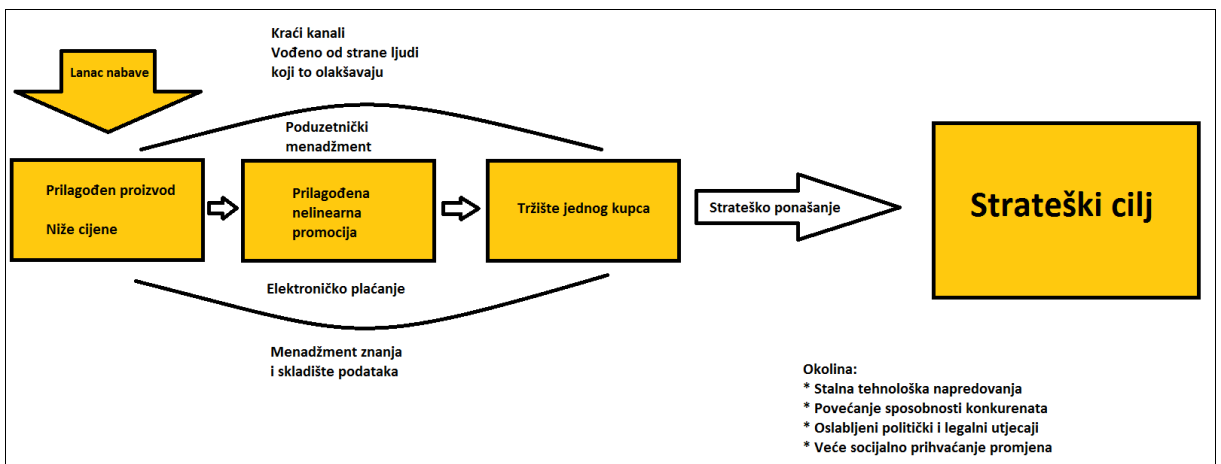 Kraći kanali
Vođeno od strane ljudi
koji to olakšavaju
Lanac nabave
Poduzetnički
menadžment
Prilagođen proizvod
Niže cijene
Prilagođena
nelinearna
promocija
Tržište jednog kupca
Strateško ponašanje
Strateški cilj
Elektroničko plaćanje
Menadžment znanja
i skladište podataka
Okolina:
* Stalna tehnološka napredovanja
* Povećanje sposobnosti konkurenata
* Oslabljeni politički i legalni utjecaji
* Veće socijalno prihvaćanje promjena